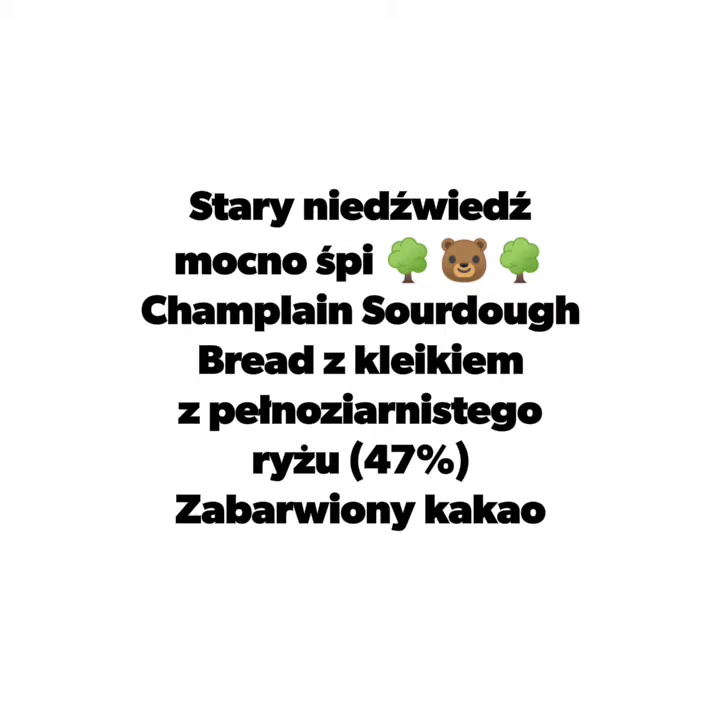 Stary niedźwiedź
mocno śpi 🌳🐻🌳
Champlain Sourdough
Bread z kleikiem
z pełnoziarnistego
ryżu (47%)
Zabarwiony kakao